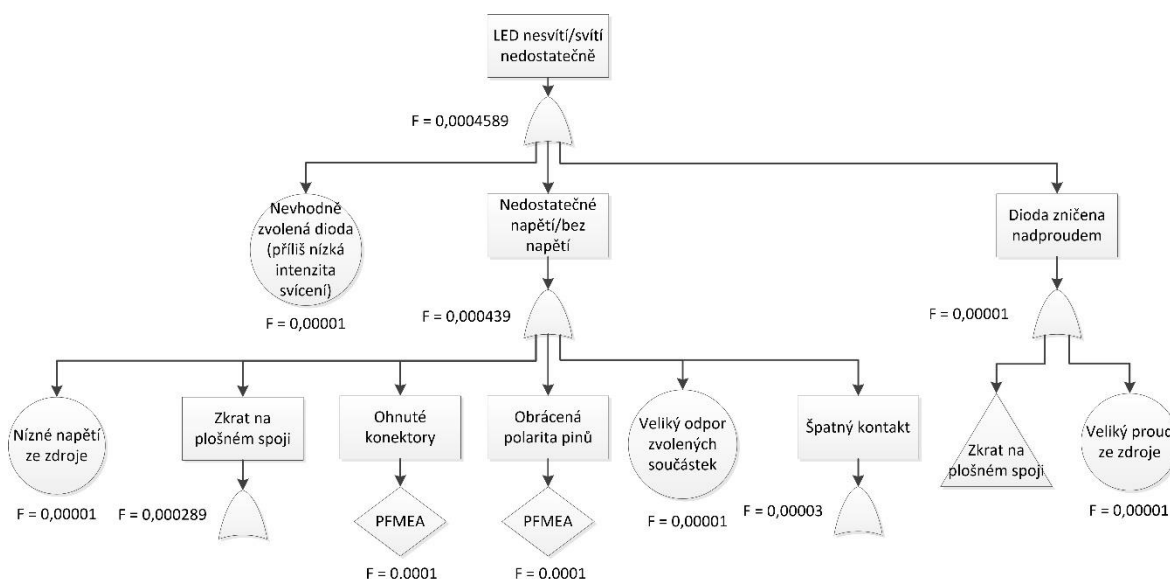 LED nesvítí/svítí
nedostatečně
F = 0,0004589
Nevhodně
zvolená dioda
(příliš nízká
intenzita
svícení)
F = 0,00001
Nedostatečné
napětí/bez
napětí
F = 0,000439
Dioda zničena
nadproudem
F = 0,00001
Nízné napětí
ze zdroje
F = 0,00001
Zkrat na
plošném spoji
F = 0,000289
Ohnuté
konektory
PFMEA
F = 0.0001
Obrácená
polarita pinů
PFMEA
F = 0.0001
Veliký odpor
zvolených
součástek
F = 0,00001
Špatný kontakt
F = 0,00003
Zkrat na
plošném spoji
Veliký proud
ze zdroje
F = 0,00001